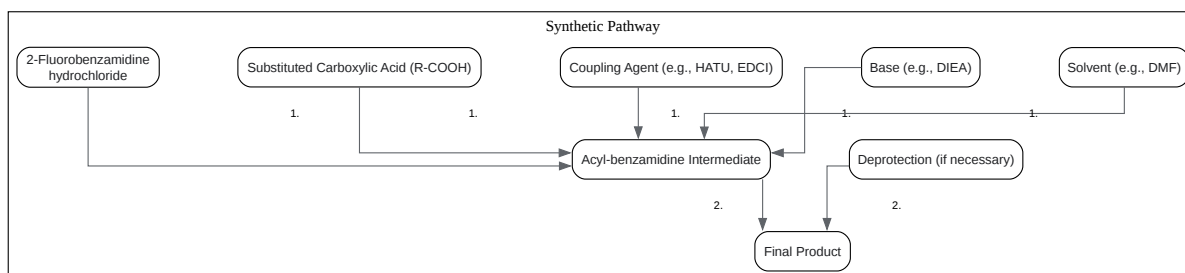 Synthetic Pathway
2-Fluorobenzamidine
hydrochloride
Substituted Carboxylic Acid (R-COOH)
Coupling Agent (e.g., HATU, EDCI)
Base (e.g., DIEA)
Solvent (e.g., DMF)
1.
1.
1.
1.
1.
Acyl-benzamidine Intermediate
Deprotection (if necessary)
2.
2.
Final Product